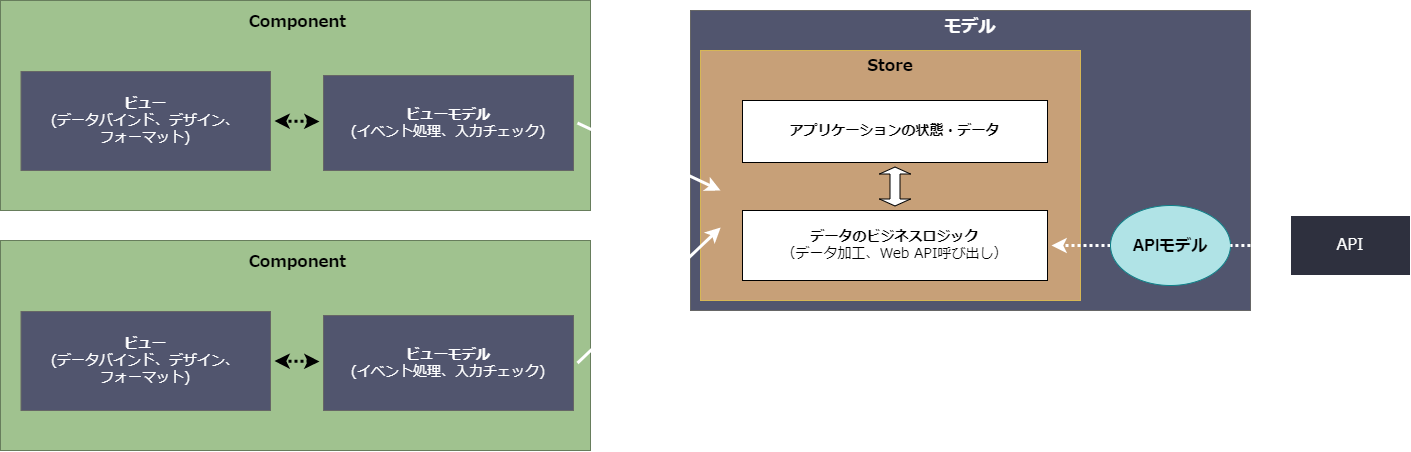 Component
ビュー
(データバインド、デザイン、
フォーマット)
ビューモデル
(イベント処理、入力チェック)
Component
ビュー
(データバインド、デザイン、
フォーマット)
ビューモデル
(イベント処理、入力チェック)
モデル
Store
アプリケーションの状態・データ
データのビジネスロジック
（データ加工、Web API呼び出し）
APIモデル
API